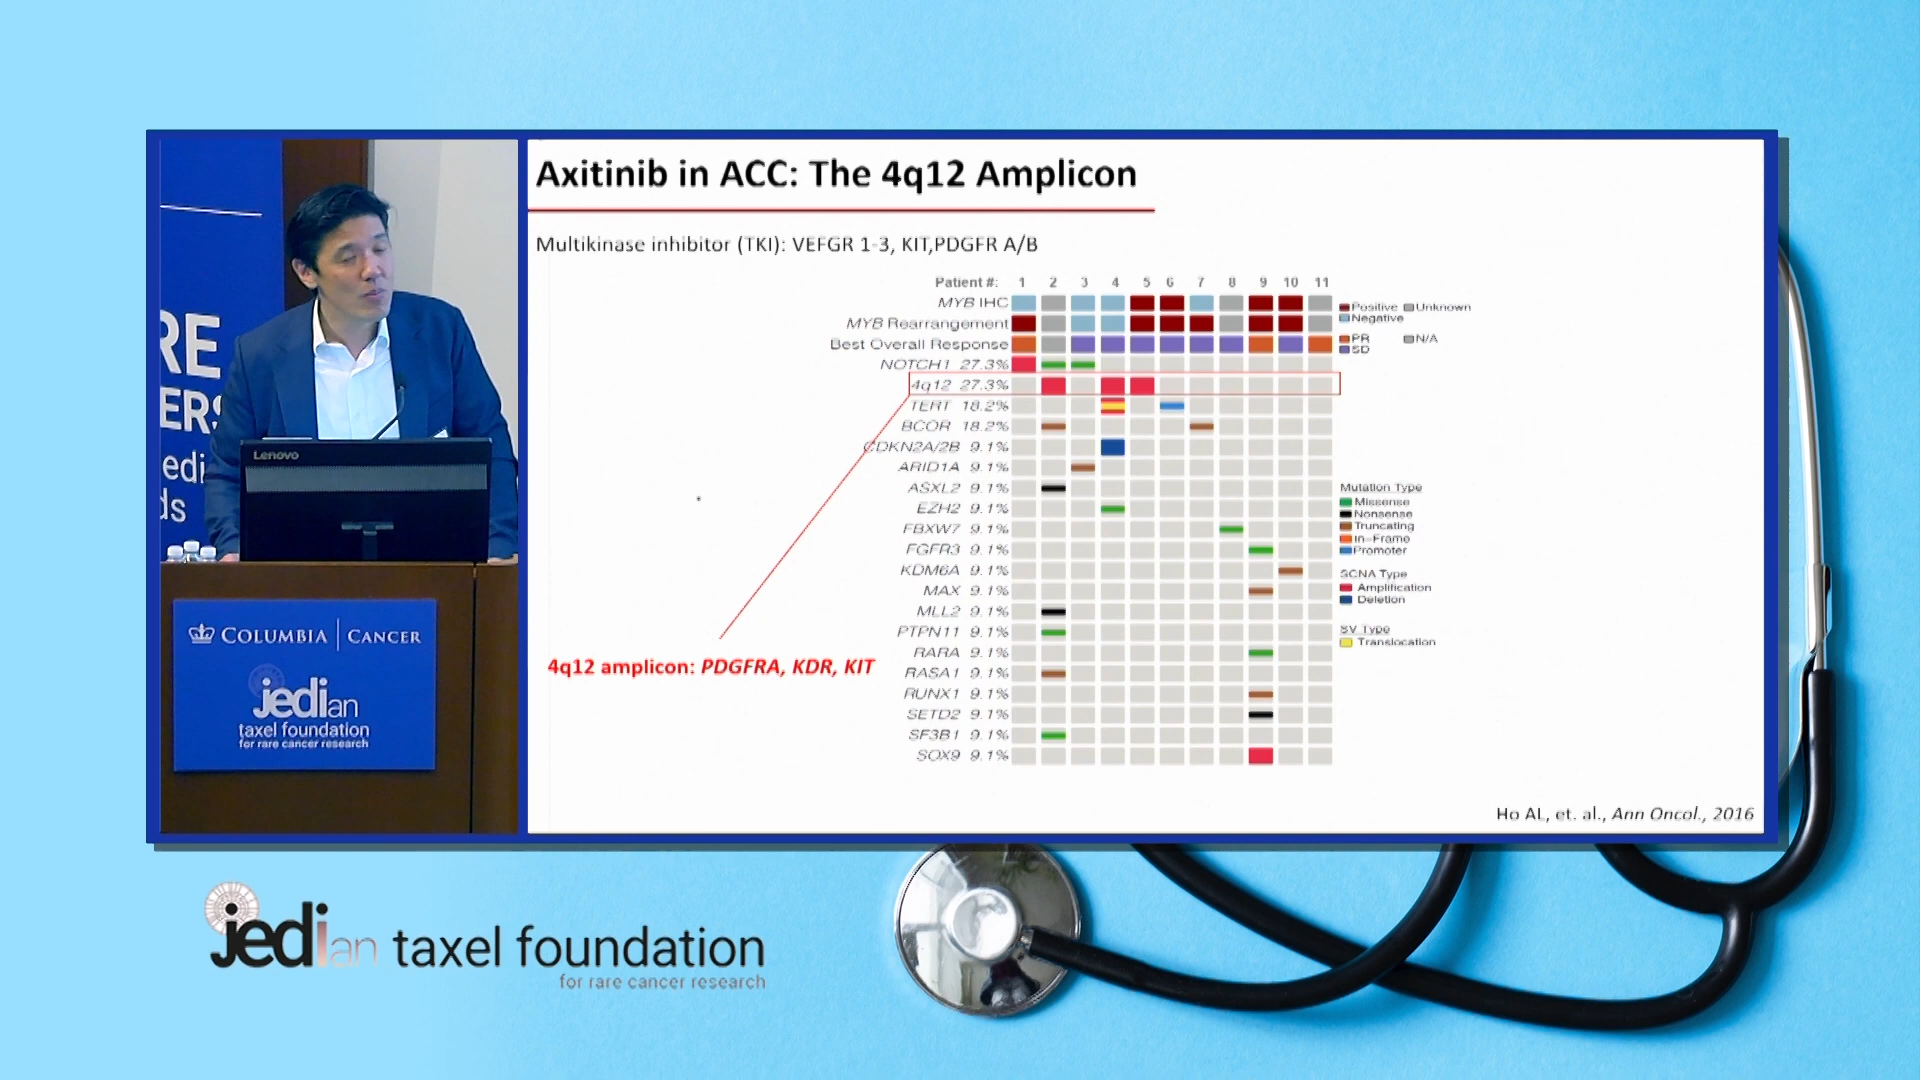 RE
ERS
edi
ds
Lenovo
COLUMBIA | CANCER
jedian
taxel foundation
for rare cancer research
Axitinib in ACC: The 4q12 Amplicon
Multikinase inhibitor (TKI): VEFGR 1-3, KIT,PDGFR A/B
Patient #: 1 2 3 4 5 6 7 8 9 10 11
MYB IHC
MYB Rearrangement
Best Overall Response
NOTCH1 27.3%
4q12 27.3%
TERT 18.2%
BCOR 18.2%
CDKN2A/2B 9.1%
ARID1A 9.1%
ASXL2 9.1%
EZH2 9.1%
FBXW7 9.1%
FGFR3 9.1%
KDM6A 9.1%
MAX 9.1%
MLL2 9.1%
PTPN11 9.1%
RARA 9.1%
RASA1 9.1%
RUNX1 9.1%
SETD2 9.1%
SF3B1 9.1%
SOX9 9.1%
Positive Unknown
Negative
PR N/A
SD
Mutation Type
Missense
Nonsense
Truncating
In-Frame
Promoter
SCNA Type
Amplification
Deletion
SV Type
Translocation
4q12 amplicon: PDGFRA, KDR, KIT
Ho AL, et. al., Ann Oncol., 2016
jedian taxel foundation
for rare cancer research